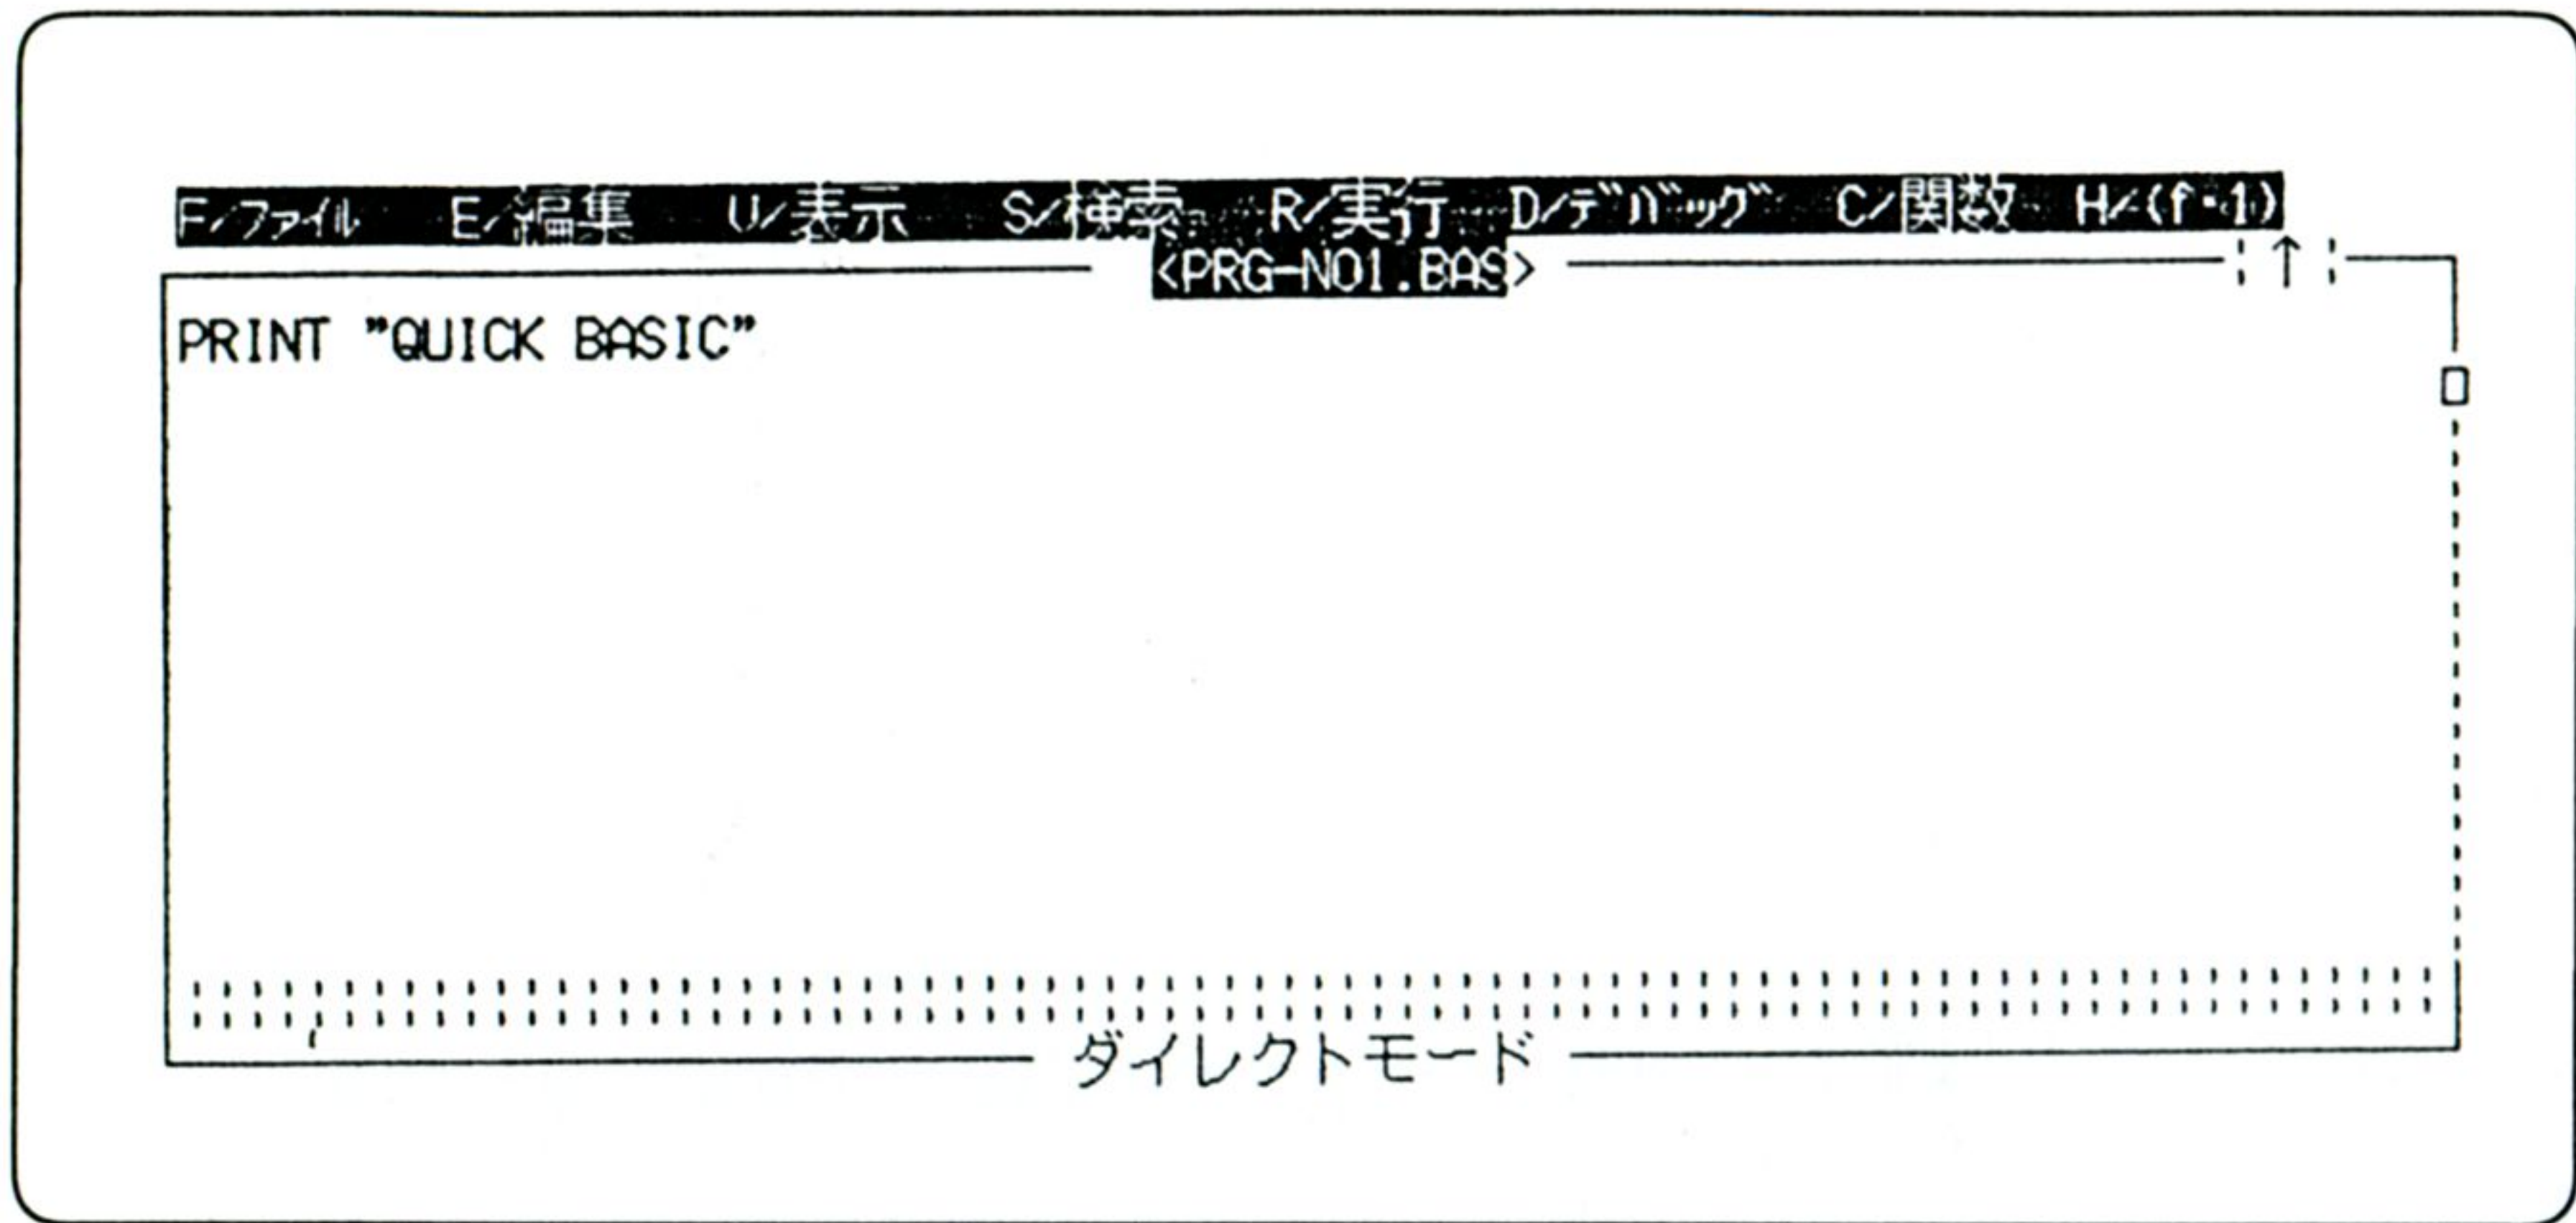 F/ファイル E/編集 U/表示 S/検索 R/実行 D/デバッグ C/関数 H/(f・1)
<PRG-NO1.BAS> ↑
PRINT "QUICK BASIC"
ダイレクトモード